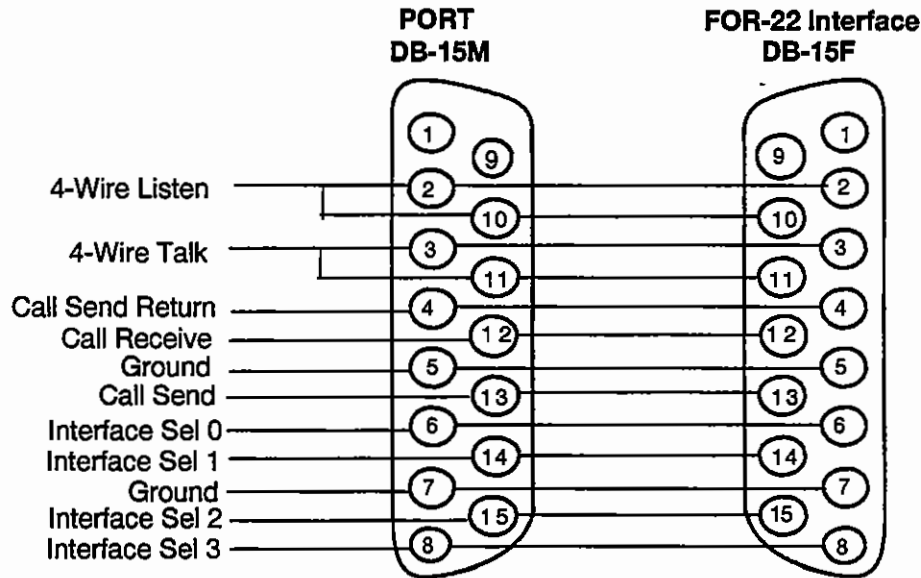 PORT
DB-15M
FOR-22 Interface
DB-15F
1
9
9
1
4-Wire Listen
2
2
10
10
4-Wire Talk
3
3
11
11
Call Send Return
4
4
Call Receive
12
12
Ground
5
5
Call Send
13
13
Interface Sel 0
6
6
Interface Sel 1
14
14
Ground
7
7
Interface Sel 2
15
15
Interface Sel 3
8
8